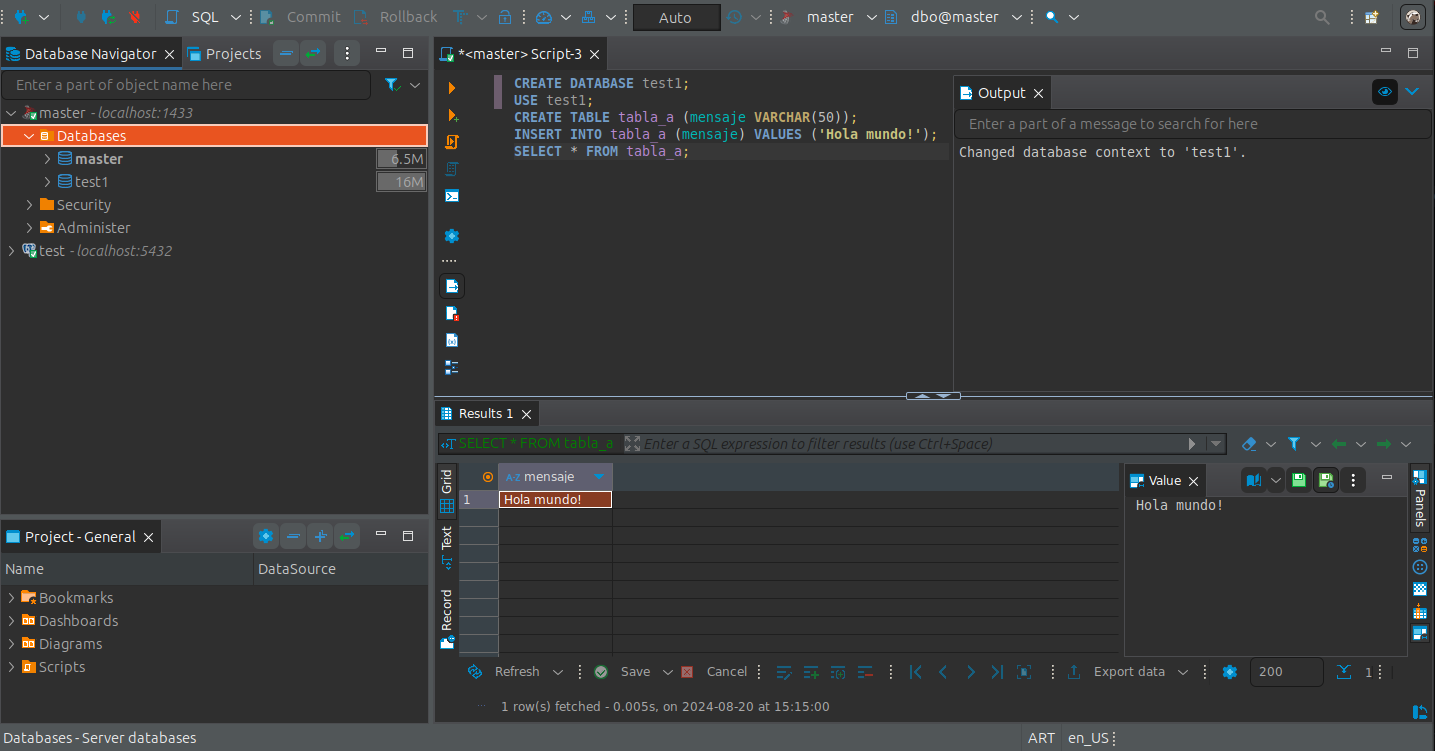 SQL Commit Rollback Auto master dbo@master
Database Navigator Projects
Enter a part of object name here
master - localhost:1433
Databases
master 6.5M
test1 16M
Security
Administer
test - localhost:5432
*<master> Script-3
CREATE DATABASE test1;
USE test1;
CREATE TABLE tabla_a (mensaje VARCHAR(50));
INSERT INTO tabla_a (mensaje) VALUES ('Hola mundo!');
SELECT * FROM tabla_a;
Output
Enter a part of a message to search for here
Changed database context to 'test1'.
Results 1
SELECT * FROM tabla_a Enter a SQL expression to filter results (use Ctrl+Space)
Grid
Text
Record
A-Z mensaje
1 Hola mundo!
Value
Hola mundo!
Panels
Refresh Save Cancel Export data 200 1
1 row(s) fetched - 0.005s, on 2024-08-20 at 15:15:00
Project - General
Name DataSource
Bookmarks
Dashboards
Diagrams
Scripts
Databases - Server databases ART en_US